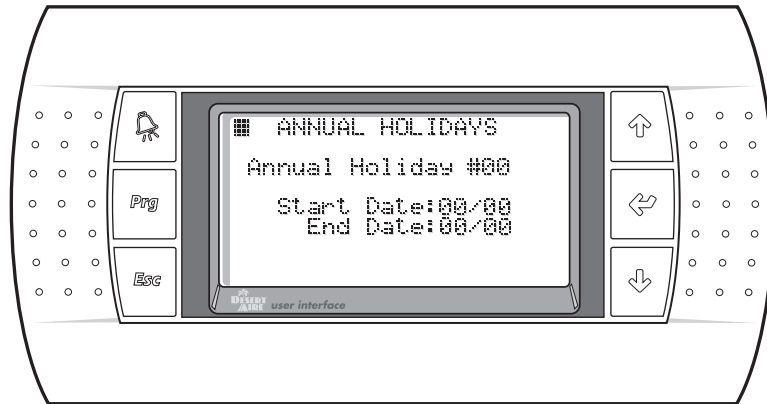 ANNUAL HOLIDAYS
Annual Holiday #00
Start Date:00/00
End Date:00/00
Prg
Esc
DESERT AIRE user interface